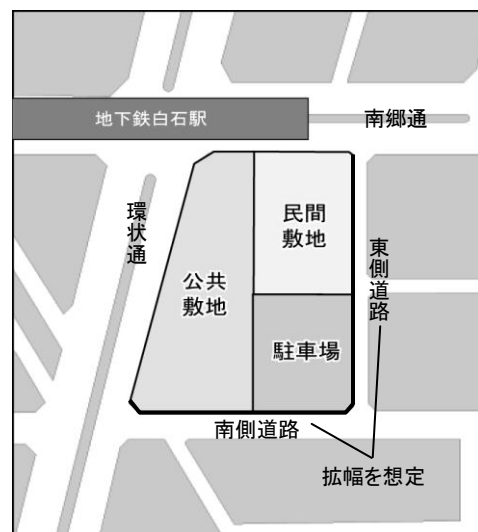 地下鉄白石駅
南郷通
環状通
民間
敷地
東側道路
公共
敷地
駐車場
南側道路
拡幅を想定